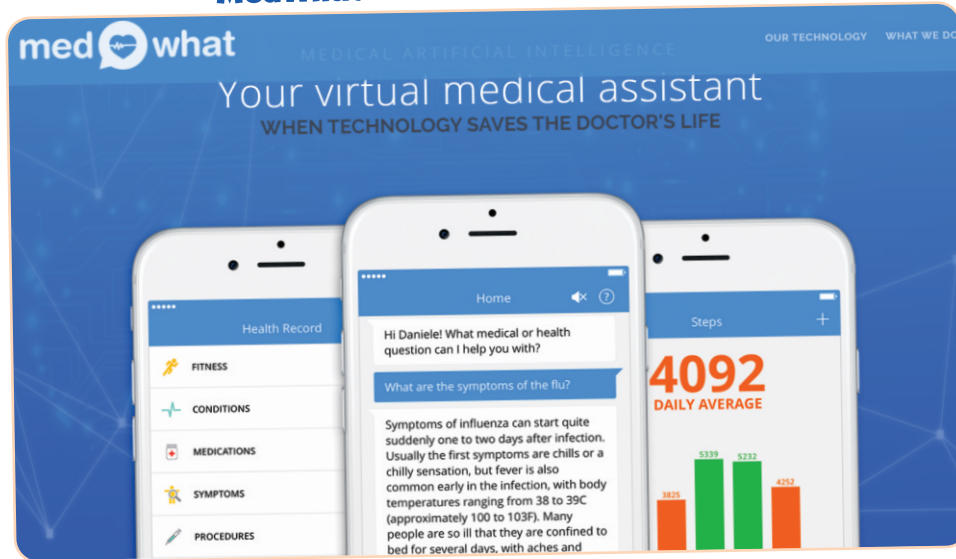 MedWhat
med what
OUR TECHNOLOGY WHAT WE DO
MEDICAL ARTIFICIAL INTELLIGENCE
Your virtual medical assistant
WHEN TECHNOLOGY SAVES THE DOCTOR'S LIFE
Health Record
FITNESS
CONDITIONS
MEDICATIONS
SYMPTOMS
PROCEDURES
Home
?
Hi Daniele! What medical or health
question can I help you with?
What are the symptoms of the flu?
Symptoms of influenza can start quite
suddenly one to two days after infection.
Usually the first symptoms are chills or a
chilly sensation, but fever is also
common early in the infection, with body
temperatures ranging from 38 to 39C
(approximately 100 to 103F). Many
people are so ill that they are confined to
bed for several days, with aches and
Steps
+
4092
DAILY AVERAGE
3825
5339
5232
4252